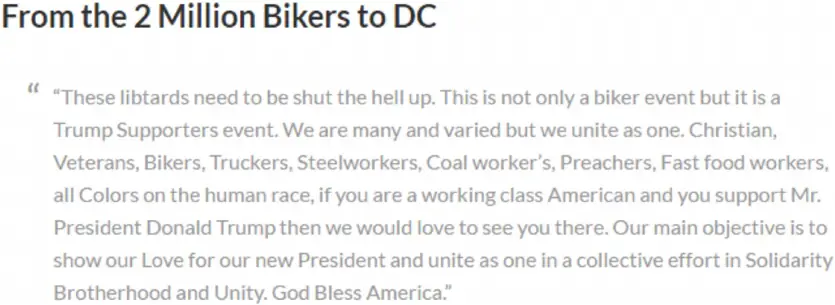 From the 2 Million Bikers to DC
“
“These libtards need to be shut the hell up. This is not only a biker event but it is a
Trump Supporters event. We are many and varied but we unite as one. Christian,
Veterans, Bikers, Truckers, Steelworkers, Coal worker’s, Preachers, Fast food workers,
all Colors on the human race, if you are a working class American and you support Mr.
President Donald Trump then we would love to see you there. Our main objective is to
show our Love for our new President and unite as one in a collective effort in Solidarity
Brotherhood and Unity. God Bless America.”